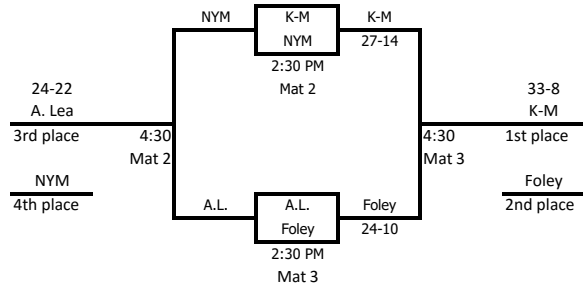 NYM K-M K-M
NYM 27-14
2:30 PM
Mat 2
24-22 33-8
A. Lea K-M
3rd place 4:30 4:30 1st place
Mat 2 Mat 3
NYM Foley
4th place 2nd place
A.L. A.L. Foley
Foley 24-10
2:30 PM
Mat 3